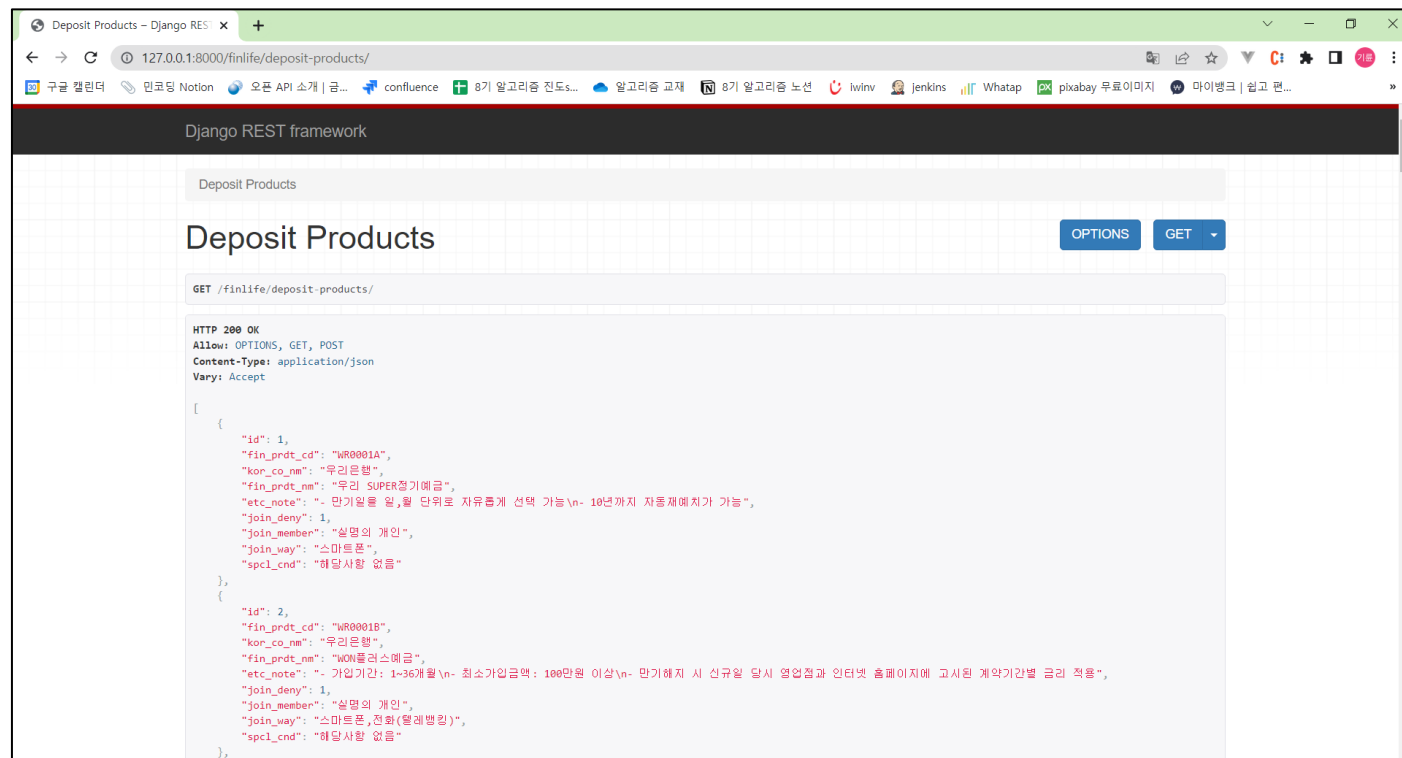 Deposit Products – Django RES
127.0.0.1:8000/finlife/deposit-products/
기륜
구글 캘린더 민코딩 Notion 오픈 API 소개 | 금... confluence 8기 알고리즘 진도s... 알고리즘 교재 8기 알고리즘 노션 iwinv jenkins Whatap pixabay 무료이미지 마이뱅크 | 쉽고 편... »
Django REST framework
Deposit Products
Deposit Products
OPTIONS GET
GET /finlife/deposit-products/
HTTP 200 OK
Allow: OPTIONS, GET, POST
Content-Type: application/json
Vary: Accept
[
{
"id": 1,
"fin_prdt_cd": "WR0001A",
"kor_co_nm": "우리은행",
"fin_prdt_nm": "우리 SUPER정기예금",
"etc_note": "- 만기일을 일,월 단위로 자유롭게 선택 가능\n- 10년까지 자동재예치가 가능",
"join_deny": 1,
"join_member": "실명의 개인",
"join_way": "스마트폰",
"spcl_cnd": "해당사항 없음"
},
{
"id": 2,
"fin_prdt_cd": "WR0001B",
"kor_co_nm": "우리은행",
"fin_prdt_nm": "WON플러스예금",
"etc_note": "- 가입기간: 1~36개월\n- 최소가입금액: 100만원 이상\n- 만기해지 시 신규일 당시 영업점과 인터넷 홈페이지에 고시된 계약기간별 금리 적용",
"join_deny": 1,
"join_member": "실명의 개인",
"join_way": "스마트폰,전화(텔레뱅킹)",
"spcl_cnd": "해당사항 없음"
},